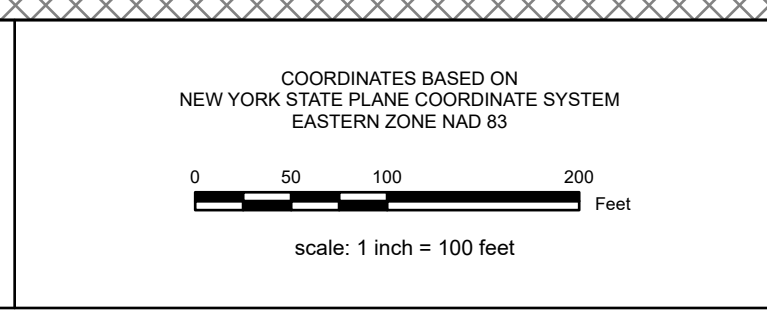 COORDINATES BASED ON
NEW YORK STATE PLANE COORDINATE SYSTEM
EASTERN ZONE NAD 83
0 50 100 200
Feet
scale: 1 inch = 100 feet